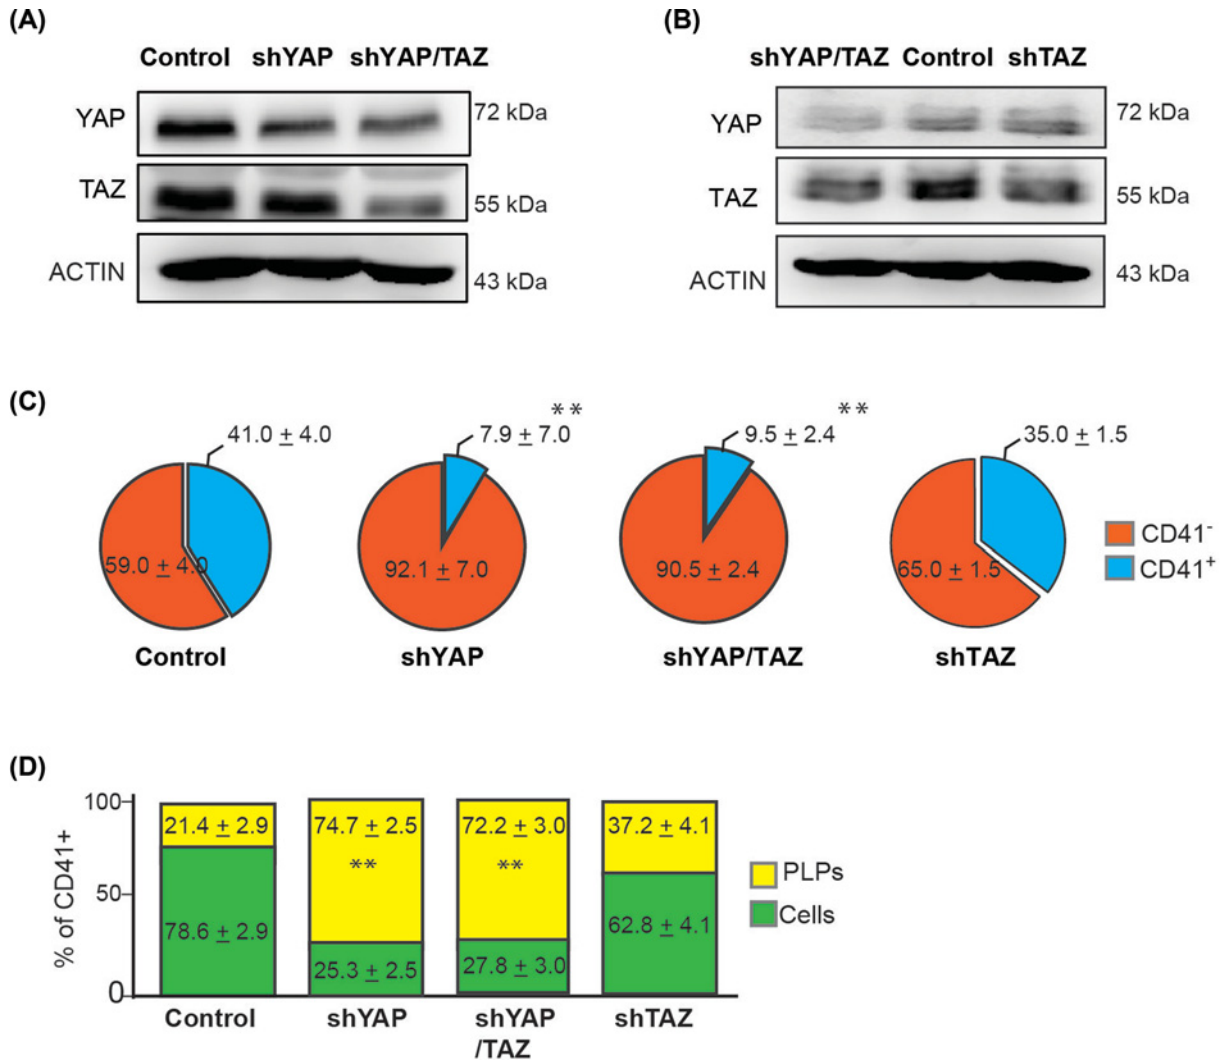 (A)
Control shYAP shYAP/TAZ
YAP
72 kDa
TAZ
55 kDa
ACTIN
43 kDa
(B)
shYAP/TAZ Control shTAZ
YAP
72 kDa
TAZ
55 kDa
ACTIN
43 kDa
(C)
41.0 ± 4.0
59.0 ± 4.0
Control
**
7.9 ± 7.0
92.1 ± 7.0
shYAP
**
9.5 ± 2.4
90.5 ± 2.4
shYAP/TAZ
35.0 ± 1.5
65.0 ± 1.5
shTAZ
CD41⁻
CD41⁺
(D)
% of CD41+
100
50
0
21.4 ± 2.9
78.6 ± 2.9
Control
74.7 ± 2.5
**
25.3 ± 2.5
shYAP
72.2 ± 3.0
**
27.8 ± 3.0
shYAP
/TAZ
37.2 ± 4.1
62.8 ± 4.1
shTAZ
PLPs
Cells